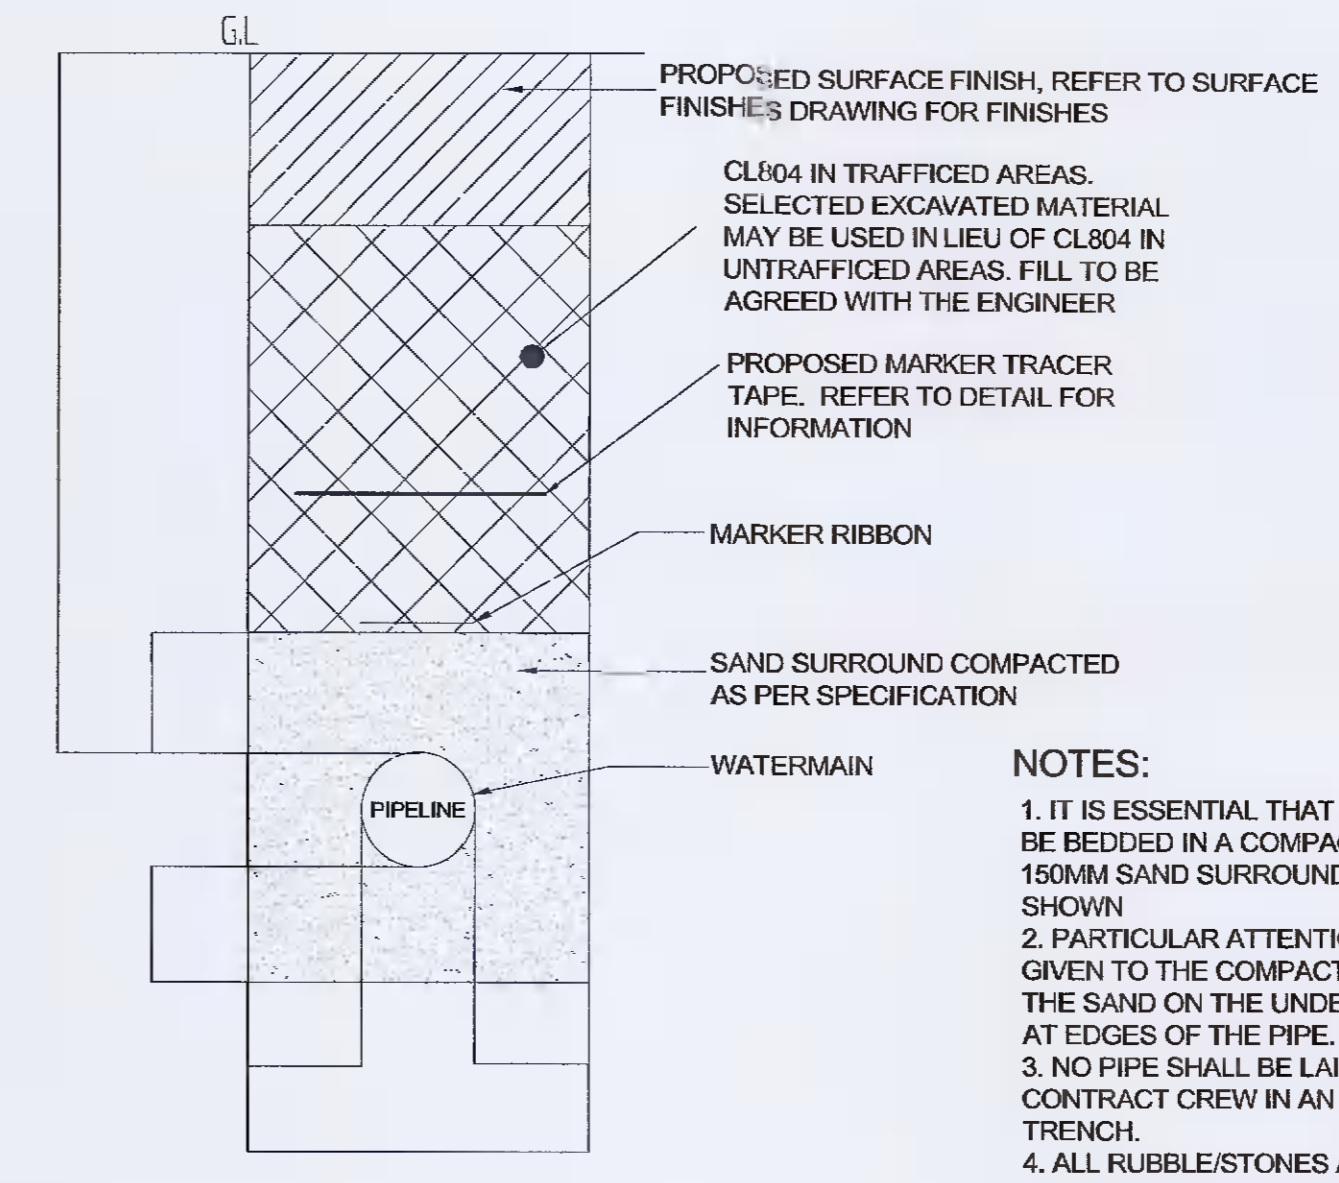 G.L
PROPOSED SURFACE FINISH, REFER TO SURFACE
FINISHES DRAWING FOR FINISHES
CL804 IN TRAFFICED AREAS.
SELECTED EXCAVATED MATERIAL
MAY BE USED IN LIEU OF CL804 IN
UNTRAFFICED AREAS. FILL TO BE
AGREED WITH THE ENGINEER
PROPOSED MARKER TRACER
TAPE. REFER TO DETAIL FOR
INFORMATION
MARKER RIBBON
SAND SURROUND COMPACTED
AS PER SPECIFICATION
WATERMAIN
PIPELINE
NOTES:
1. IT IS ESSENTIAL THAT
BE BEDDED IN A
150MM SAND SURROUND
SHOWN
2. PARTICULAR
GIVEN TO THE
THE SAND ON THE
AT EDGES OF THE PIPE.
3. NO PIPE SHALL BE
CONTRACT CREW IN AN
TRENCH.
4. ALL RUBBLE/STONES